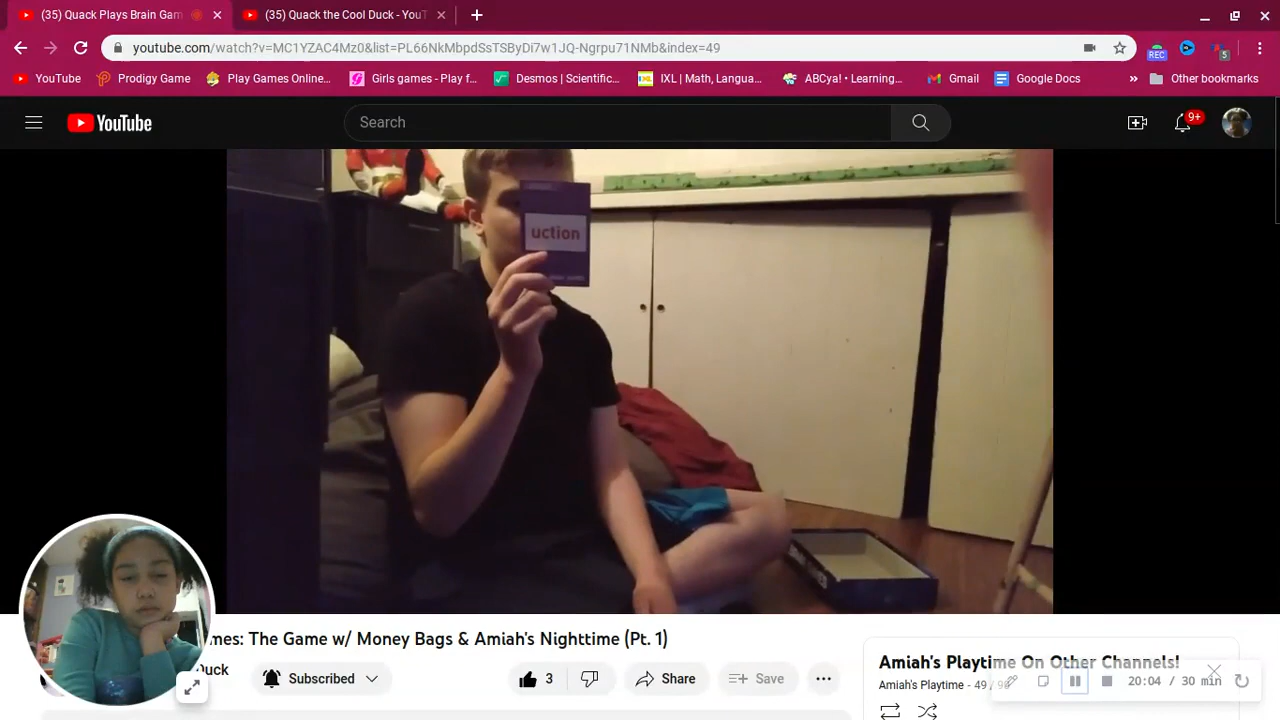 (35) Quack Plays Brain Gam
(35) Quack the Cool Duck - YouT
youtube.com/watch?v=MC1YZAC4Mz0&list=PL66NkMbpdSsTSByDi7w1JQ-Ngrpu71NMb&index=49
REC
5
YouTube
Prodigy Game
Play Games Online...
Girls games - Play f...
Desmos | Scientific...
IXL | Math, Langua...
ABCya! • Learning...
Gmail
Google Docs
»
Other bookmarks
YouTube
Search
9+
uction
mes: The Game w/ Money Bags & Amiah's Nighttime (Pt. 1)
Duck
Subscribed
3
Share
Save
Amiah's Playtime On Other Channels!
Amiah's Playtime - 49 / 9
20:04 / 30 min